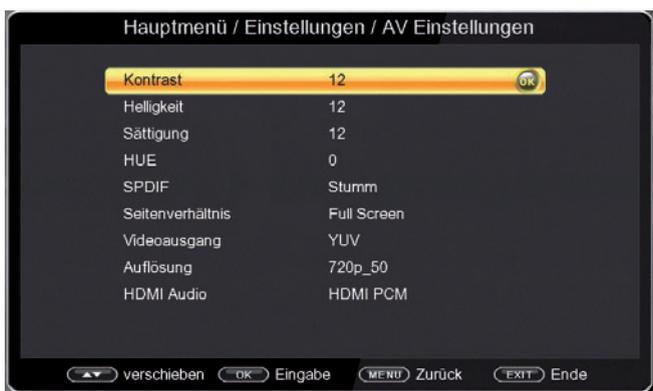 Hauptmenü / Einstellungen / AV Einstellungen
Kontrast 12 OK
Helligkeit 12
Sättigung 12
HUE 0
SPDIF Stumm
Seitenverhältnis Full Screen
Videoausgang YUV
Auflösung 720p_50
HDMI Audio HDMI PCM
verschieben OK Eingabe MENU Zurück EXIT Ende